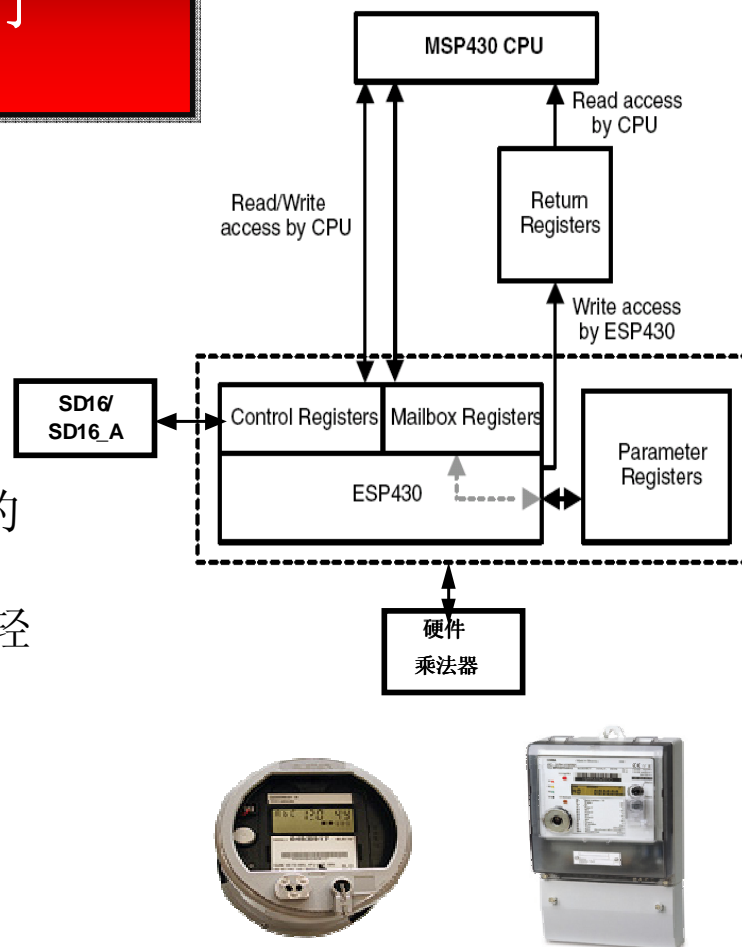 MSP430 CPU
Read access
by CPU
Return
Registers
Read/Write
access by CPU
Write access
by ESP430
SD16/
SD16_A
Control Registers
Mailbox Registers
Parameter
Registers
ESP430
的
轻
硬件
乘法器